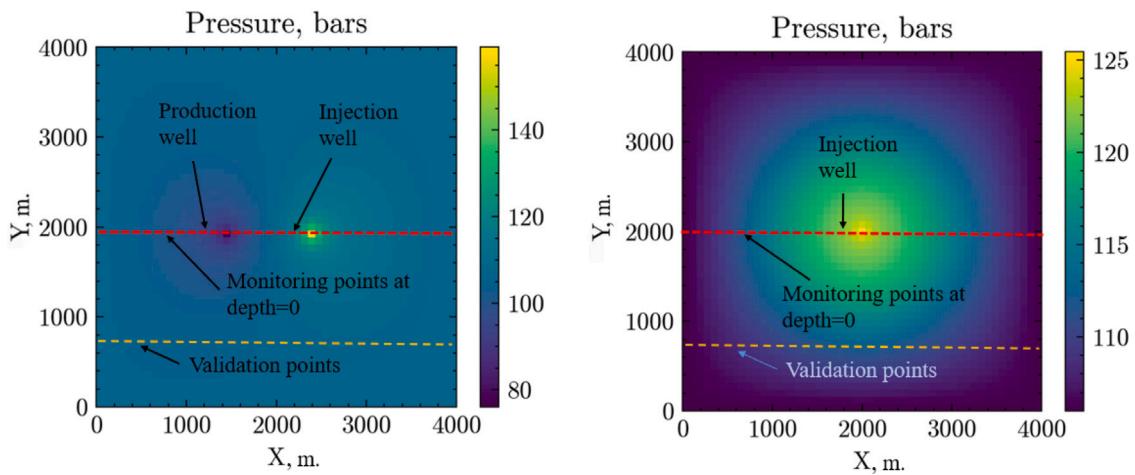 Pressure, bars
4000
3000
2000
1000
0
Y, m.
0
1000
2000
3000
4000
X, m.
Production
well
Injection
well
Monitoring points at
depth=0
Validation points
140
120
100
80
Pressure, bars
4000
3000
2000
1000
0
Y, m.
0
1000
2000
3000
4000
X, m.
Injection
well
Monitoring points at
depth=0
Validation points
125
120
115
110